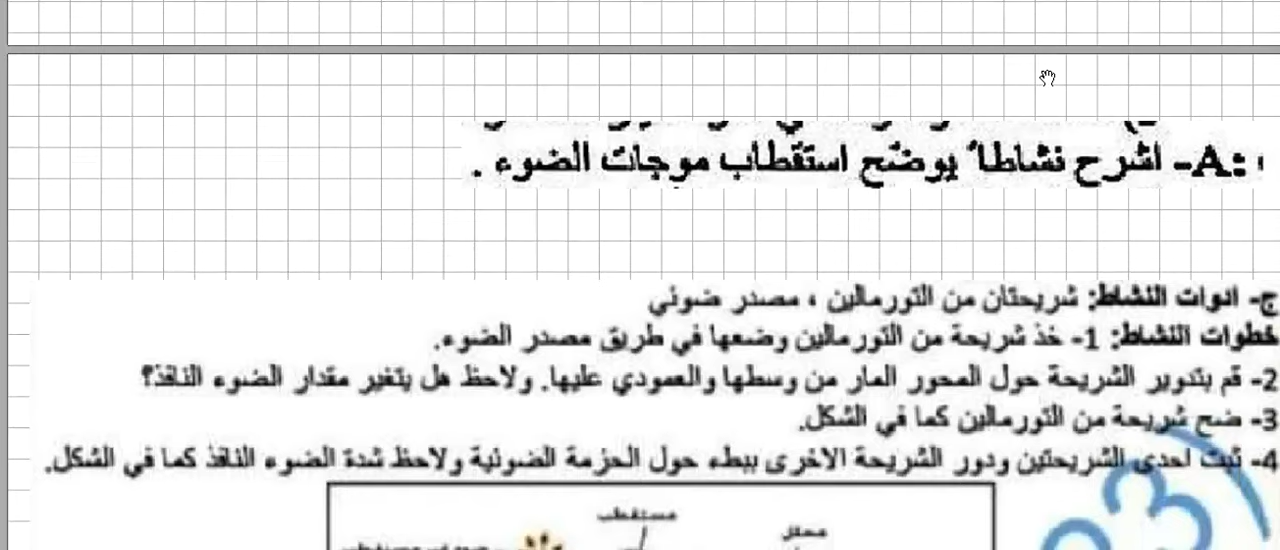 A:- اشرح نشاطاً يوضح استقطاب موجات الضوء .
ج- ادوات النشاط: شريحتان من التورمالين ، مصدر ضوئي
خطوات النشاط: 1- خذ شريحة من التورمالين وضعها في طريق مصدر الضوء.
2- قم بتدوير الشريحة حول المحور المار من وسطها والعمودي عليها. ولاحظ هل يتغير مقدار الضوء النافذ؟
3- ضع شريحة من التورمالين كما في الشكل.
4- ثبت احدى الشريحتين ودور الشريحة الاخرى ببطء حول الحزمة الضوئية ولاحظ شدة الضوء النافذ كما في الشكل.
مستقطب
محلل